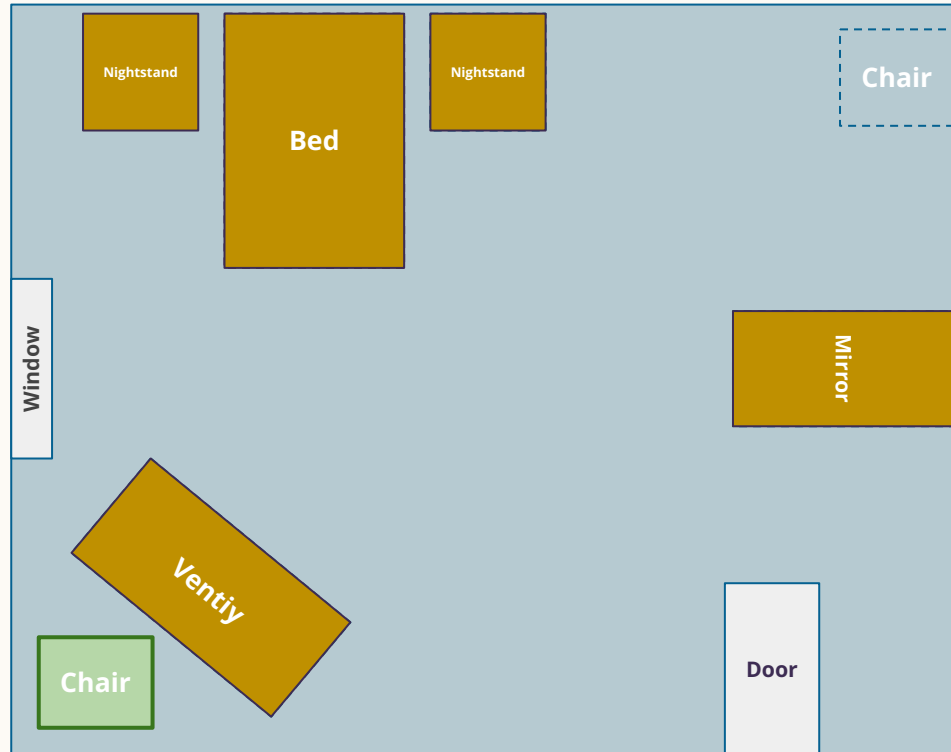 Nightstand
Bed
Nightstand
Chair
Window
Mirror
Ventiy
Chair
Door